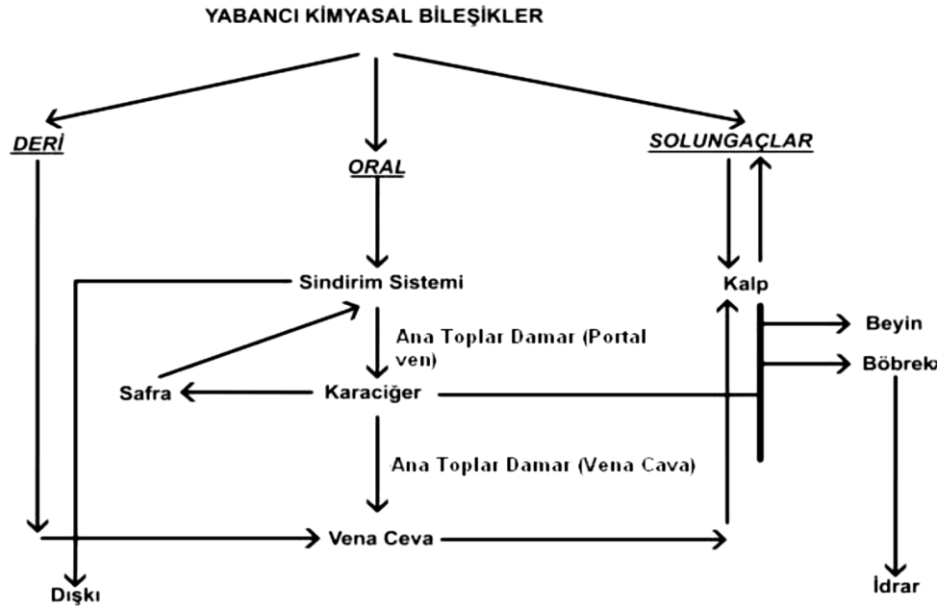 YABANCI KİMYASAL BİLEŞİKLER
DERİ
SOLUNGAÇLAR
ORAL
Sindirim Sistemi
Kalp
Ana Toplar Damar (Portal
ven)
Beyin
Böbrek
Safra
Karaciğer
Ana Toplar Damar (Vena Cava)
Vena Ceva
Dışkı
İdrar